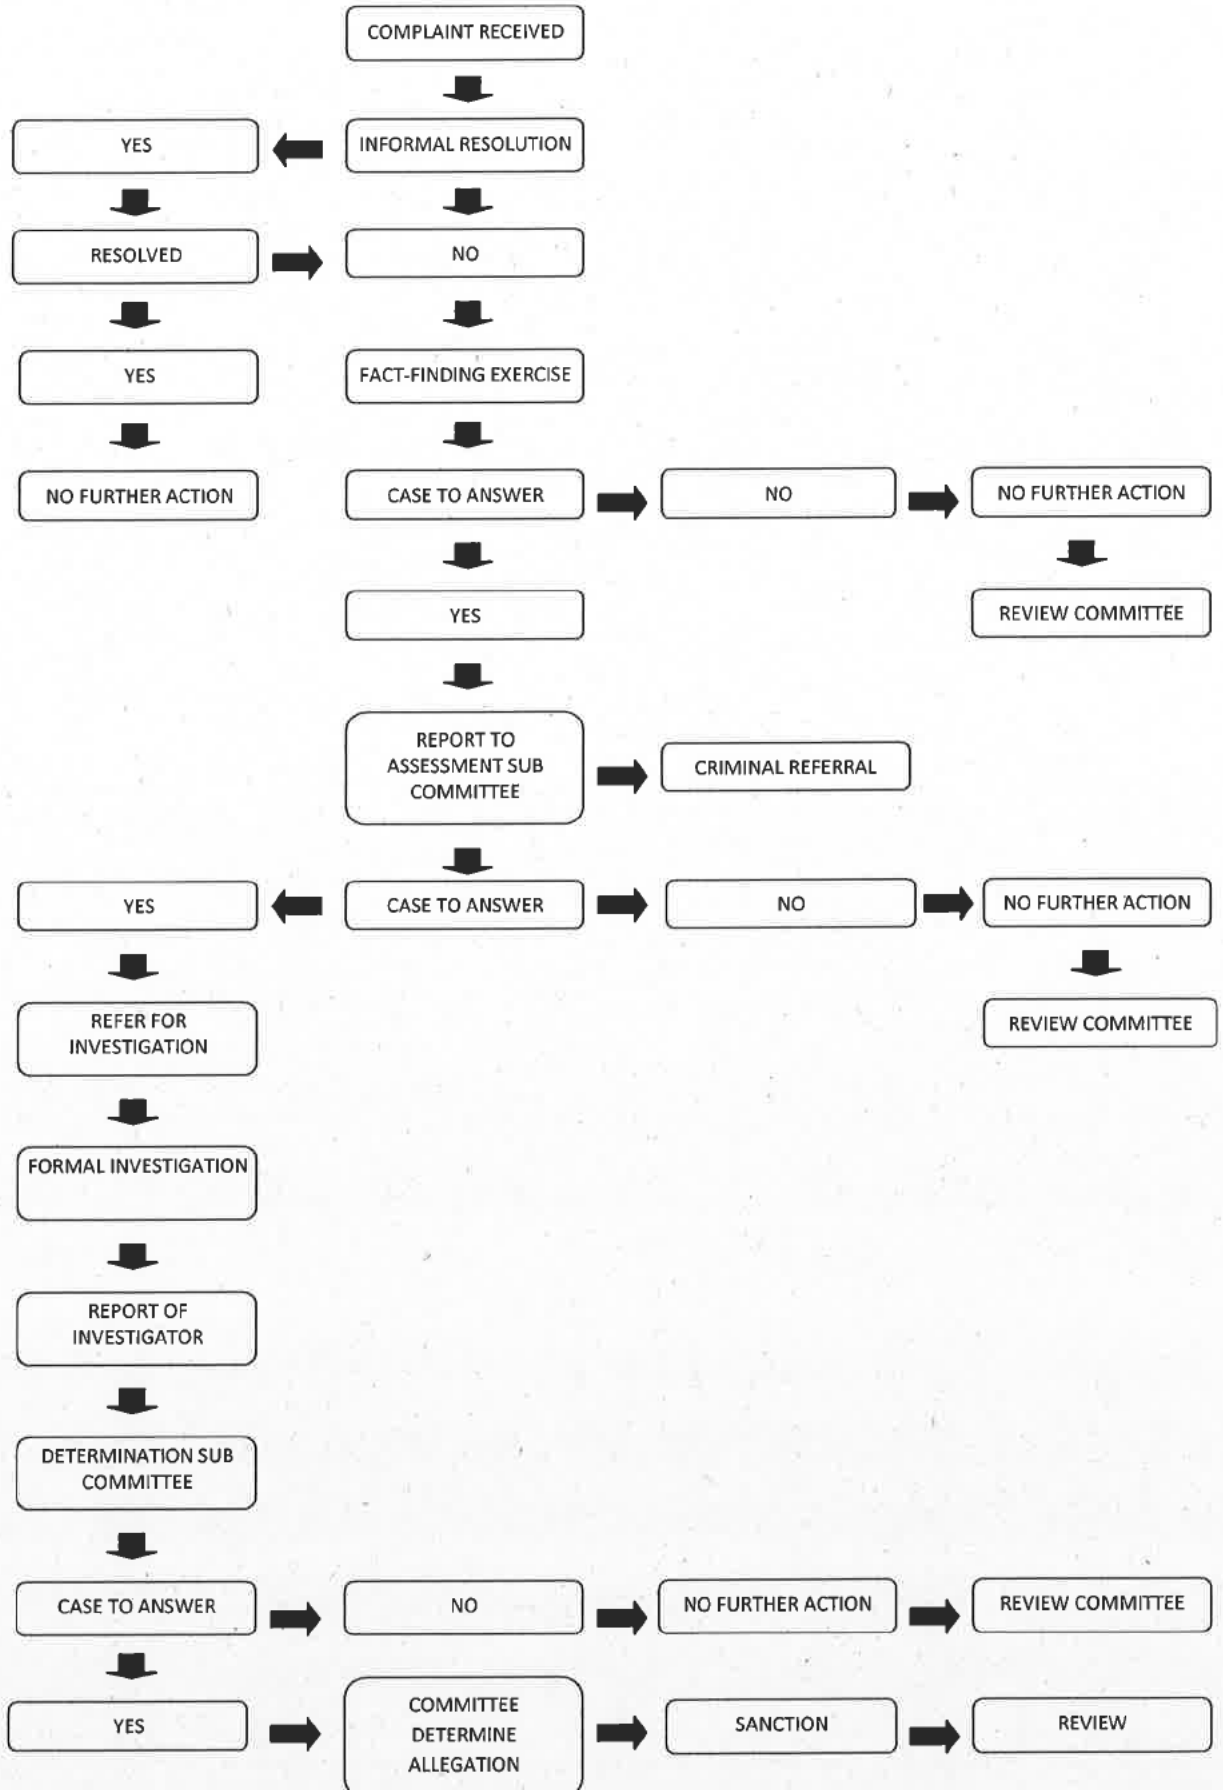 COMPLAINT RECEIVED
YES
INFORMAL RESOLUTION
RESOLVED
NO
YES
FACT-FINDING EXERCISE
NO FURTHER ACTION
CASE TO ANSWER
NO
NO FURTHER ACTION
YES
REVIEW COMMITTEE
REPORT TO
ASSESSMENT SUB
COMMITTEE
CRIMINAL REFERRAL
YES
CASE TO ANSWER
NO
NO FURTHER ACTION
REFER FOR
INVESTIGATION
REVIEW COMMITTEE
FORMAL INVESTIGATION
REPORT OF
INVESTIGATOR
DETERMINATION SUB
COMMITTEE
CASE TO ANSWER
NO
NO FURTHER ACTION
REVIEW COMMITTEE
YES
COMMITTEE
DETERMINE
ALLEGATION
SANCTION
REVIEW